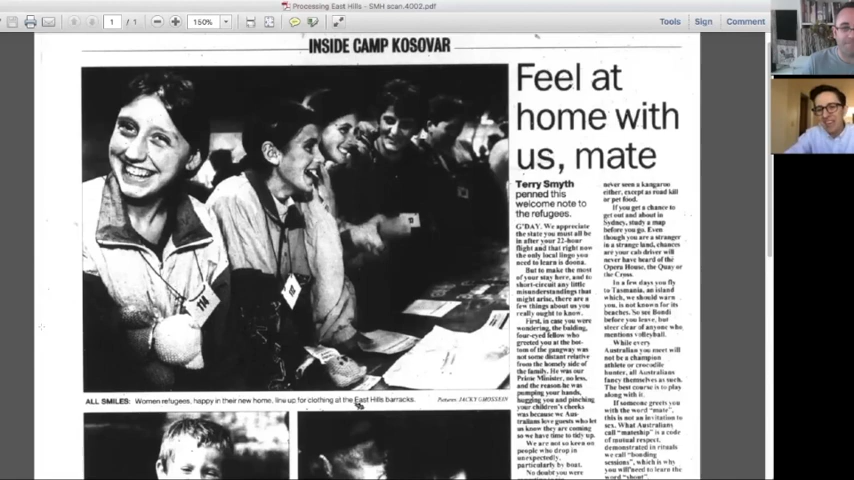 Processing East Hills - SMH scan.4002.pdf
1
/ 1
150%
Tools
Sign
Comment
INSIDE CAMP KOSOVAR
Feel at
home with
us, mate
Terry Smyth
penned this
welcome note to
the refugees.
G'DAY. We appreciate
the state you must all be
in after your 22-hour
flight and that right now
the only local lingo you
need to learn is doona.
But to make the most
of your stay here, and to
short-circuit any little
misunderstandings that
might arise, there are a
few things about us you
really ought to know.
First, in case you were
wondering, the balding,
four-eyed fellow who
greeted you at the bot-
tom of the gangway was
not some distant relative
from the homely side of
the family. He was our
Prime Minister, no less,
and the reason he was
pumping your hands,
hugging you and pinching
your children's cheeks
was because we Aus-
tralians love guests who let
us know they are coming
so we have time to tidy up.
We are not so keen on
people who drop in
unexpectedly,
particularly by boat.
No doubt you were
never seen a kangaroo
either, except as road kill
or pet food.
If you get a chance to
get out and about in
Sydney, study a map
before you go. Even
though you are a stranger
in a strange land, chances
are your cab driver will
never have heard of the
Opera House, the Quay or
the Cross.
In a few days you fly
to Tasmania, an island
which, we should warn
you, is not known for its
beaches. So see Bondi
before you leave, but
steer clear of anyone who
mentions volleyball.
While every
Australian you meet will
not be a champion
athlete or crocodile
hunter, all Australians
fancy themselves as such.
The best course is to play
along with it.
If someone greets you
with the word "mate",
this is not an invitation to
sex. What Australians
call "mateship" is a code
of mutual respect,
demonstrated in rituals
we call "bonding
sessions", which is why
you will need to learn the
word "shout".
ALL SMILES: Women refugees, happy in their new home, line up for clothing at the East Hills barracks.
Pictures: JACKY GHOSSEIN